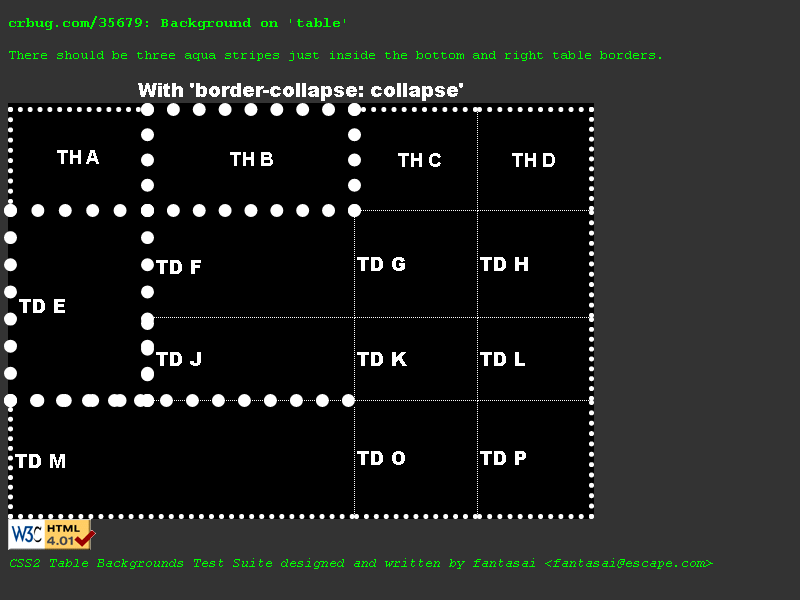 crbug.com/35679: Background on 'table'
There should be three aqua stripes just inside the bottom and right table borders.
With 'border-collapse: collapse'
TH A TH B TH C TH D
TD F TD G TD H
TD E
TD J TD K TD L
TD M TD O TD P
W3C HTML 4.01
CSS2 Table Backgrounds Test Suite designed and written by fantasai <fantasai@escape.com>